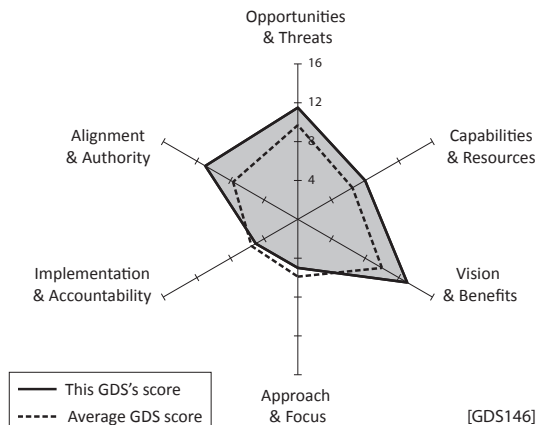 Opportunities
& Threats
16
12
8
4
Alignment
& Authority
Capabilities
& Resources
Implementation
& Accountability
Vision
& Benefits
Approach
& Focus
This GDS's score
Average GDS score
[GDS146]